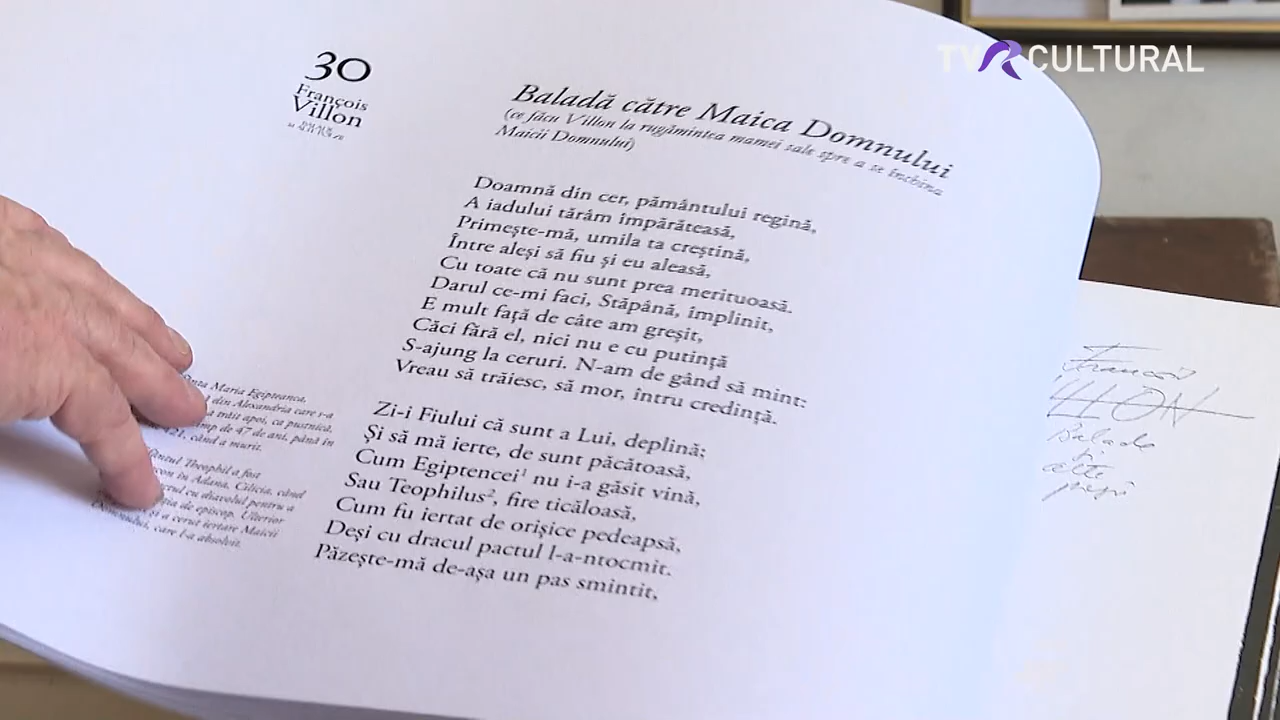 TVR CULTURAL
30
François
Villon
Baladă către Maica Domnului
(ce făcu Villon la rugămintea mamei sale spre a se închina
Maicii Domnului)
Doamnă din cer, pământului regină,
A iadului tărâm împărăteasă,
Primește-mă, umila ta creștină,
Între aleși să fiu și eu aleasă,
Cu toate că nu sunt prea merituoasă.
Darul ce-mi faci, Stăpână, împlinit,
E mult față de câte am greșit,
Căci fără el, nici nu e cu putință
S-ajung la ceruri. N-am de gând să mint:
Vreau să trăiesc, să mor, întru credință.
Zi-i Fiului că sunt a Lui, deplină;
Și să mă ierte, de sunt păcătoasă,
Cum Egiptencei¹ nu i-a găsit vină,
Sau Teophilus², fire ticăloasă,
Cum fu iertat de orișice pedeapsă,
Deși cu dracul pactul l-a-ntocmit.
Păzește-mă de-așa un pas smintit,
Maria Egipteanca,
din Alexandria care s-a
trăit apoi, ca pustnică,
de 47 de ani, până în
421, când a murit.
Theophil a fost
în Adana, Cilicia, când
cu diavolul pentru a
de episcop. Ulterior
și a cerut iertare Maicii
Domnului, care l-a absolvit.
François
VILLON
Balade
și
alte